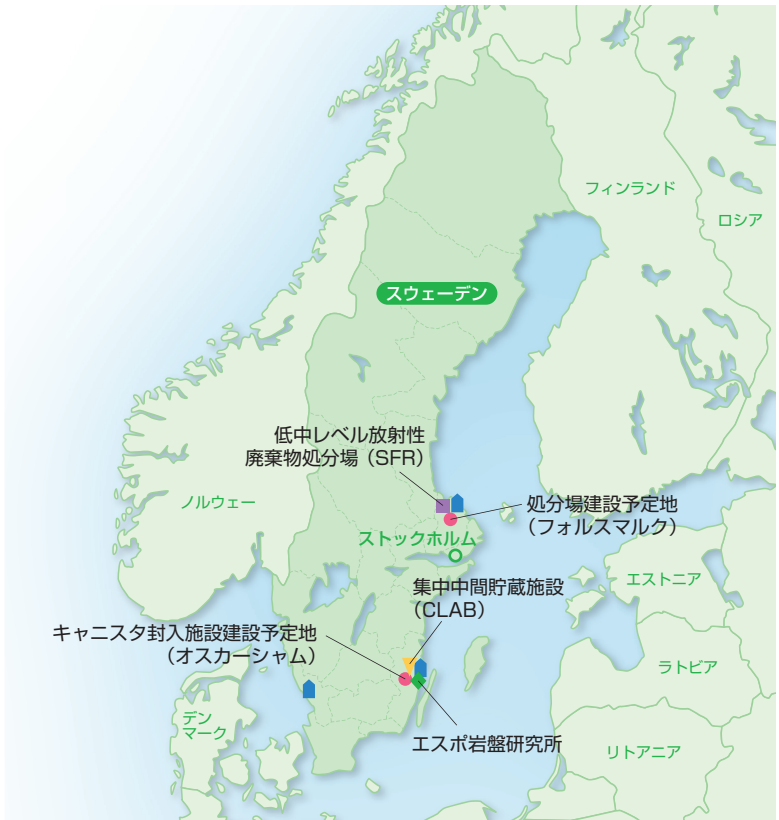 フィンランド
ロシア
スウェーデン
低中レベル放射性
廃棄物処分場（SFR）
ノルウェー
処分場建設予定地
（フォルスマルク）
ストックホルム
エストニア
集中中間貯蔵施設
（CLAB）
キャニスタ封入施設建設予定地
（オスカーシャム）
ラトビア
デン
マーク
エスポ岩盤研究所
リトアニア